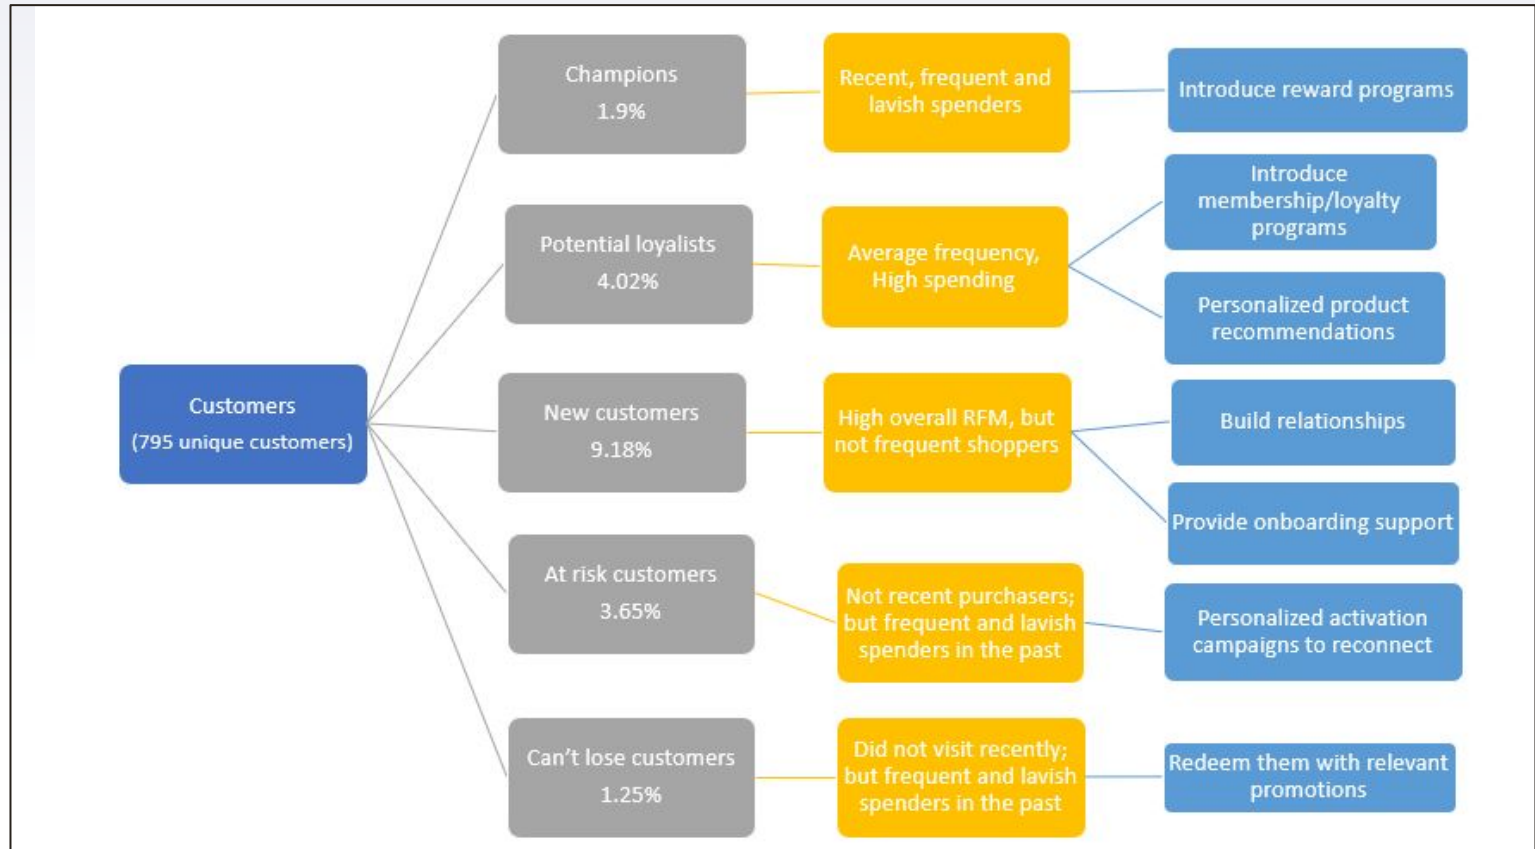 Customers
(795 unique customers)
Champions
1.9%
Recent, frequent and
lavish spenders
Introduce reward programs
Potential loyalists
4.02%
Average frequency,
High spending
Introduce
membership/loyalty
programs
Personalized product
recommendations
New customers
9.18%
High overall RFM, but
not frequent shoppers
Build relationships
Provide onboarding support
At risk customers
3.65%
Not recent purchasers;
but frequent and lavish
spenders in the past
Personalized activation
campaigns to reconnect
Can’t lose customers
1.25%
Did not visit recently;
but frequent and lavish
spenders in the past
Redeem them with relevant
promotions